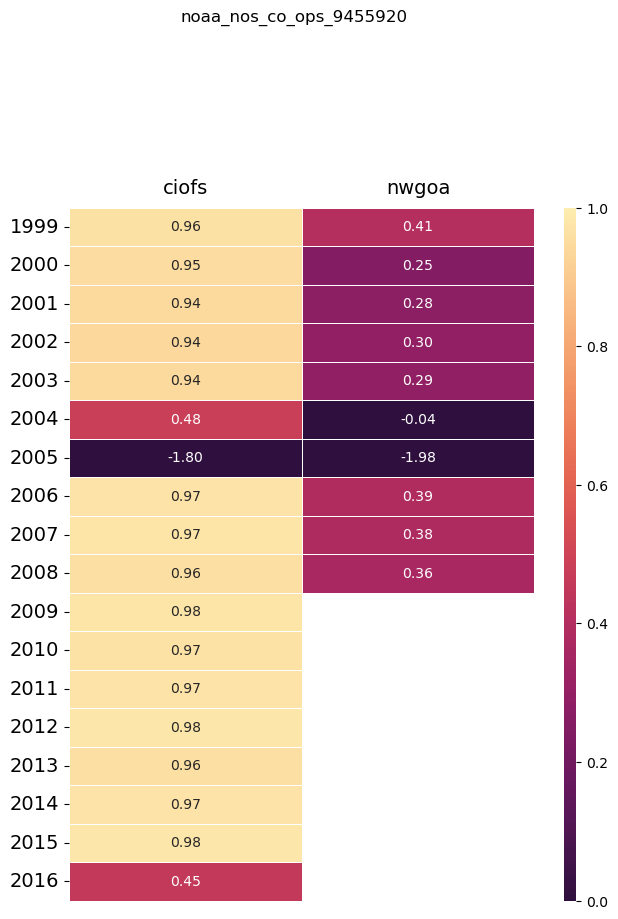 noaa_nos_co_ops_9455920
ciofs nwgoa
1999 0.96 0.41
2000 0.95 0.25
2001 0.94 0.28
2002 0.94 0.30
2003 0.94 0.29
2004 0.48 -0.04
2005 -1.80 -1.98
2006 0.97 0.39
2007 0.97 0.38
2008 0.96 0.36
2009 0.98
2010 0.97
2011 0.97
2012 0.98
2013 0.96
2014 0.97
2015 0.98
2016 0.45
1.0
0.8
0.6
0.4
0.2
0.0